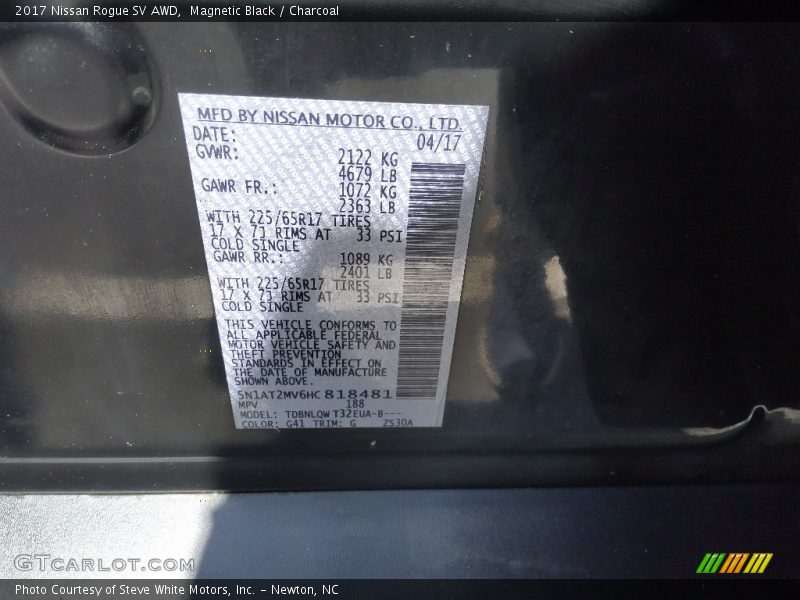 2017 Nissan Rogue SV AWD,  Magnetic Black / Charcoal
MFD BY NISSAN MOTOR CO., LTD.
DATE: 04/17
GVWR: 2122 KG
4679 LB
GAWR FR.: 1072 KG
2363 LB
WITH 225/65R17 TIRES
17 X 7J RIMS AT 33 PSI
COLD SINGLE
GAWR RR.: 1089 KG
2401 LB
WITH 225/65R17 TIRES
17 X 7J RIMS AT 33 PSI
COLD SINGLE
THIS VEHICLE CONFORMS TO
ALL APPLICABLE FEDERAL
MOTOR VEHICLE SAFETY AND
THEFT PREVENTION
STANDARDS IN EFFECT ON
THE DATE OF MANUFACTURE
SHOWN ABOVE.
5N1AT2MV6HC818481
MPV 188
MODEL: TDBNLQWT32EUA-B---
COLOR: G41 TRIM: G ZS30A
GTCarLot.com
Photo Courtesy of Steve White Motors, Inc. – Newton, NC